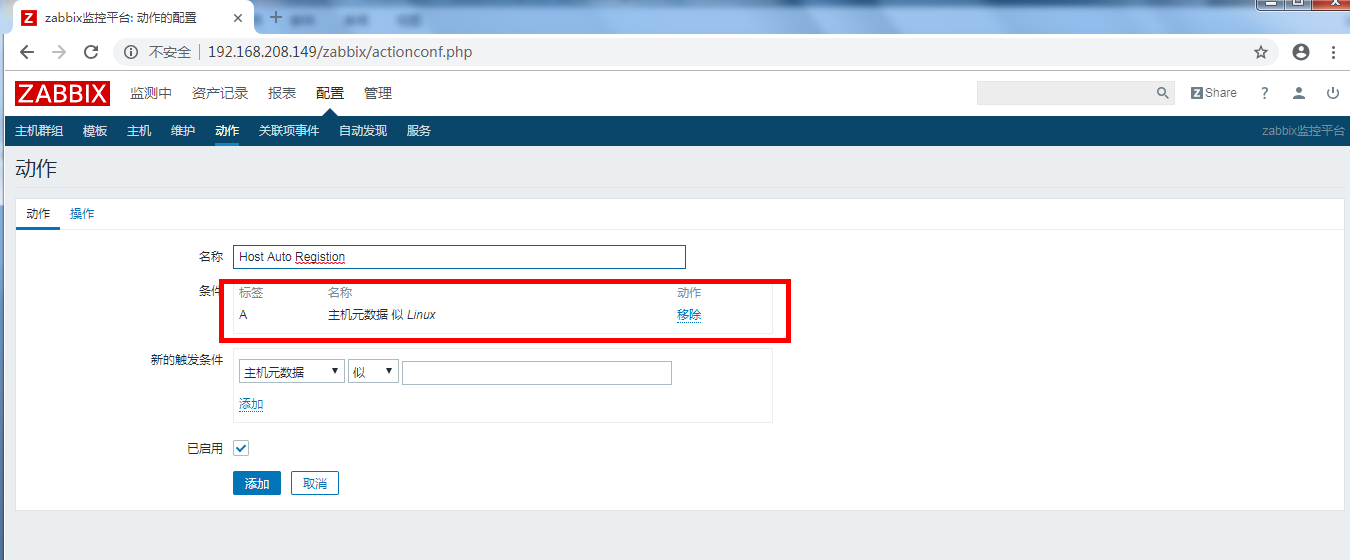 zabbix监控平台: 动作的配置
不安全 192.168.208.149/zabbix/actionconf.php
ZABBIX 监测中 资产记录 报表 配置 管理 Z Share ?
主机群组 模板 主机 维护 动作 关联项事件 自动发现 服务 zabbix监控平台
动作
动作 操作
名称 Host Auto Registion
条件 标签 名称 动作
A 主机元数据 似 Linux 移除
新的触发条件
主机元数据 似
添加
已启用
添加 取消